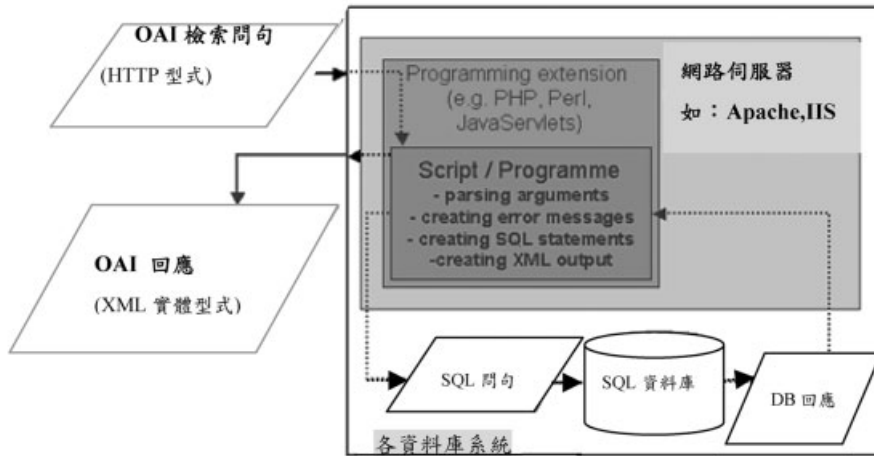 OAI 檢索問句
(HTTP 型式)
Programming extension
(e.g. PHP, Perl,
JavaServlets)
網路伺服器
如：Apache,IIS
Script / Programme
- parsing arguments
- creating error messages
- creating SQL statements
-creating XML output
OAI 回應
(XML 實體型式)
SQL 問句
SQL 資料庫
DB 回應
各資料庫系統